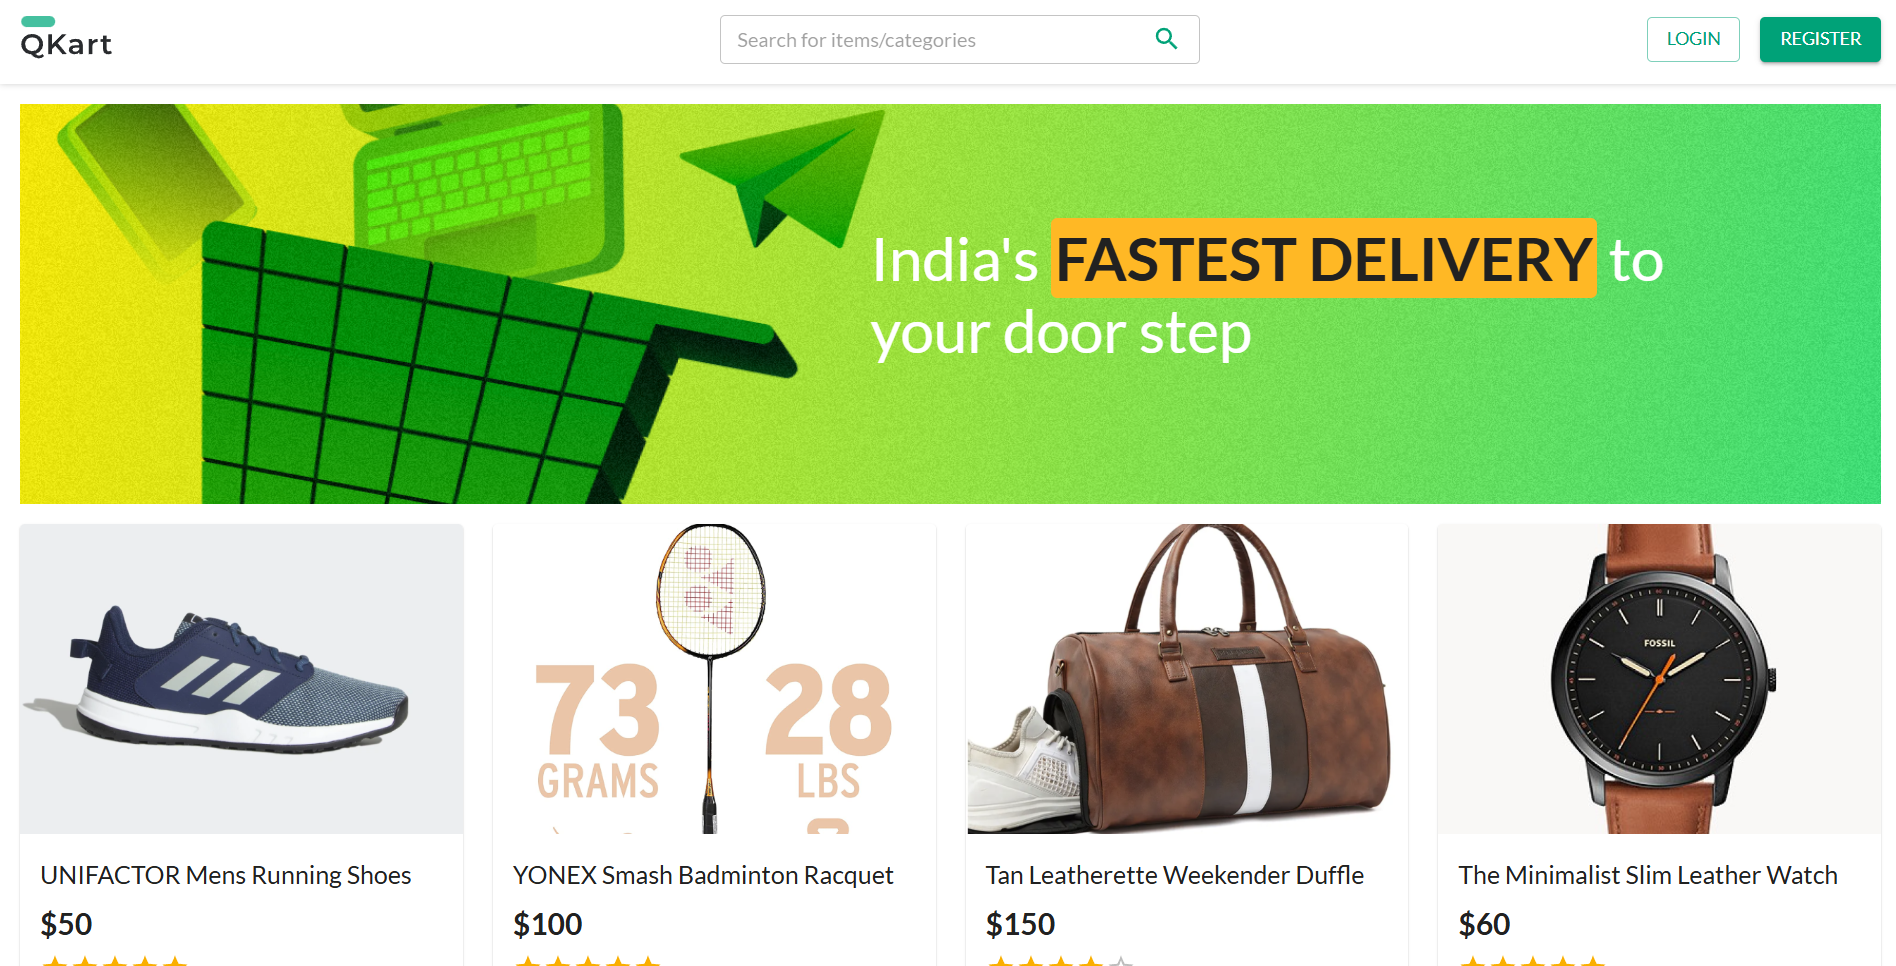 QKart
Search for items/categories
LOGIN
REGISTER
India's FASTEST DELIVERY to
your door step
73
GRAMS
28
LBS
FOSSIL
UNIFACTOR Mens Running Shoes
$50
YONEX Smash Badminton Racquet
$100
Tan Leatherette Weekender Duffle
$150
The Minimalist Slim Leather Watch
$60